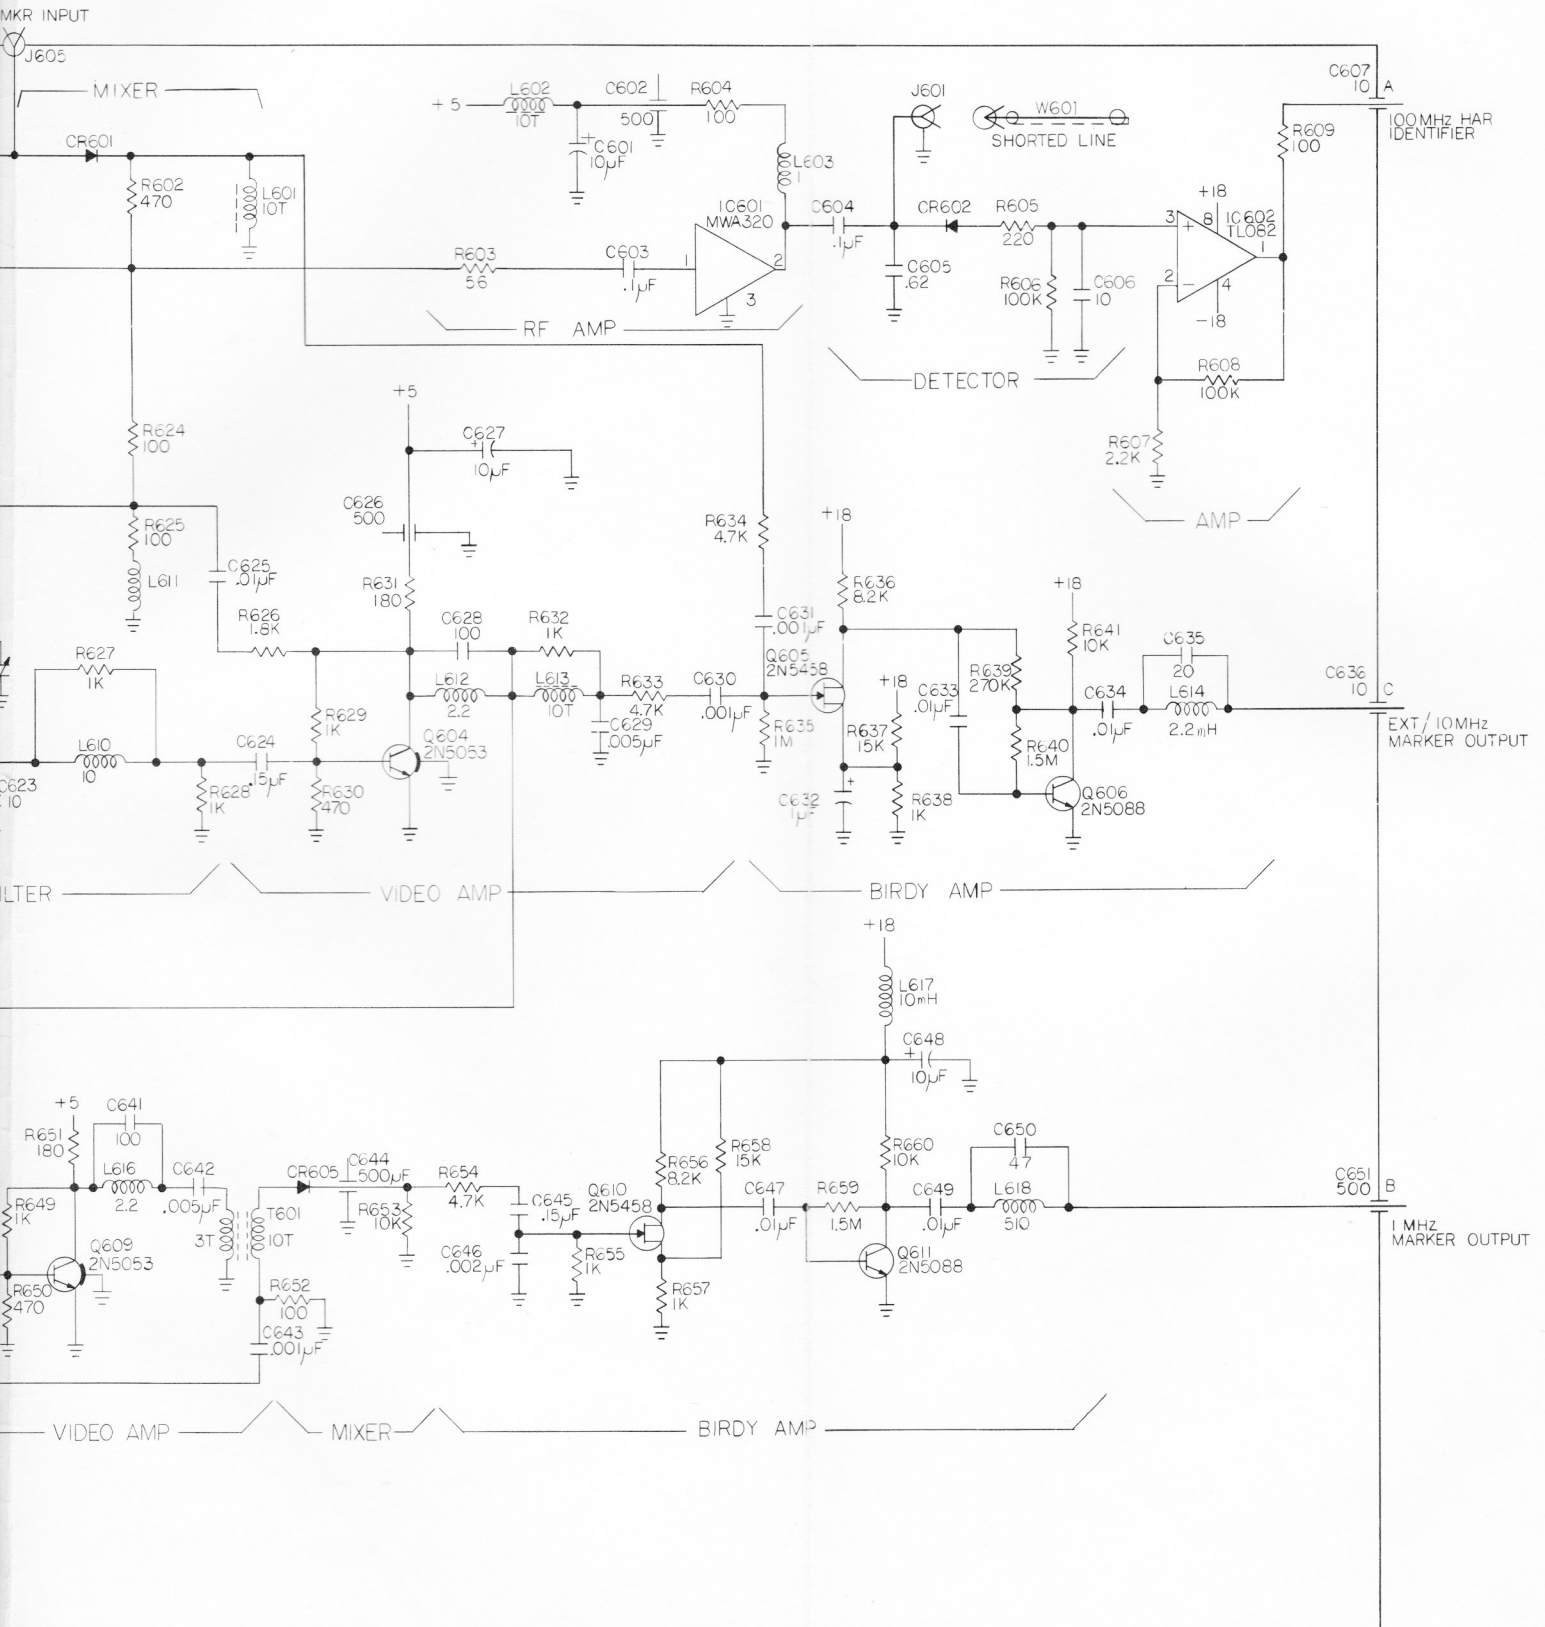 MKR INPUT
J605
MIXER
CR601
R602
470
L601
10T
+5
L602
10T
C602
500
R604
100
+
C601
10µF
L603
1
J601
W601
SHORTED LINE
C607
10
A
100MHz HAR
IDENTIFIER
R609
100
IC601
MWA320
1
2
3
R603
56
C603
.1µF
RF AMP
C604
.1µF
CR602
R605
220
C605
.62
R606
100K
C606
10
+18
3
+
8
IC602
TL082
1
2
-
4
-18
DETECTOR
R608
100K
R607
2.2K
AMP
+5
C627
+
10µF
R624
100
C626
500
R625
100
L611
C625
.01µF
R626
1.8K
R631
180
C628
100
R632
1K
R634
4.7K
C631
.001µF
+18
R636
8.2K
Q605
2N5458
+18
R641
10K
C635
20
R627
1K
L612
2.2
L613
10T
R633
4.7K
C630
.001µF
+18
R639
270K
C633
.01µF
C634
.01µF
L614
2.2mH
C636
10
C
EXT/10MHz
MARKER OUTPUT
R629
1K
L610
10
C624
.15µF
Q604
2N5053
C629
.005µF
R635
1M
R637
15K
R640
1.5M
C623
10
R628
1K
R630
470
+
C632
1µF
R638
1K
Q606
2N5088
ILTER
VIDEO AMP
BIRDY AMP
+18
L617
10mH
C648
+
10µF
+5
R651
180
C641
100
L616
2.2
C642
.005µF
CR605
C644
500µF
R654
4.7K
R656
8.2K
R658
15K
R660
10K
C650
47
C651
500
B
1 MHz
MARKER OUTPUT
R649
1K
T601
3T
10T
R653
10K
C645
.15µF
Q610
2N5458
C647
.01µF
R659
1.5M
C649
.01µF
L618
510
Q609
2N5053
C646
.002µF
R655
1K
Q611
2N5088
R650
470
R652
100
R657
1K
C643
.001µF
VIDEO AMP
MIXER
BIRDY AMP